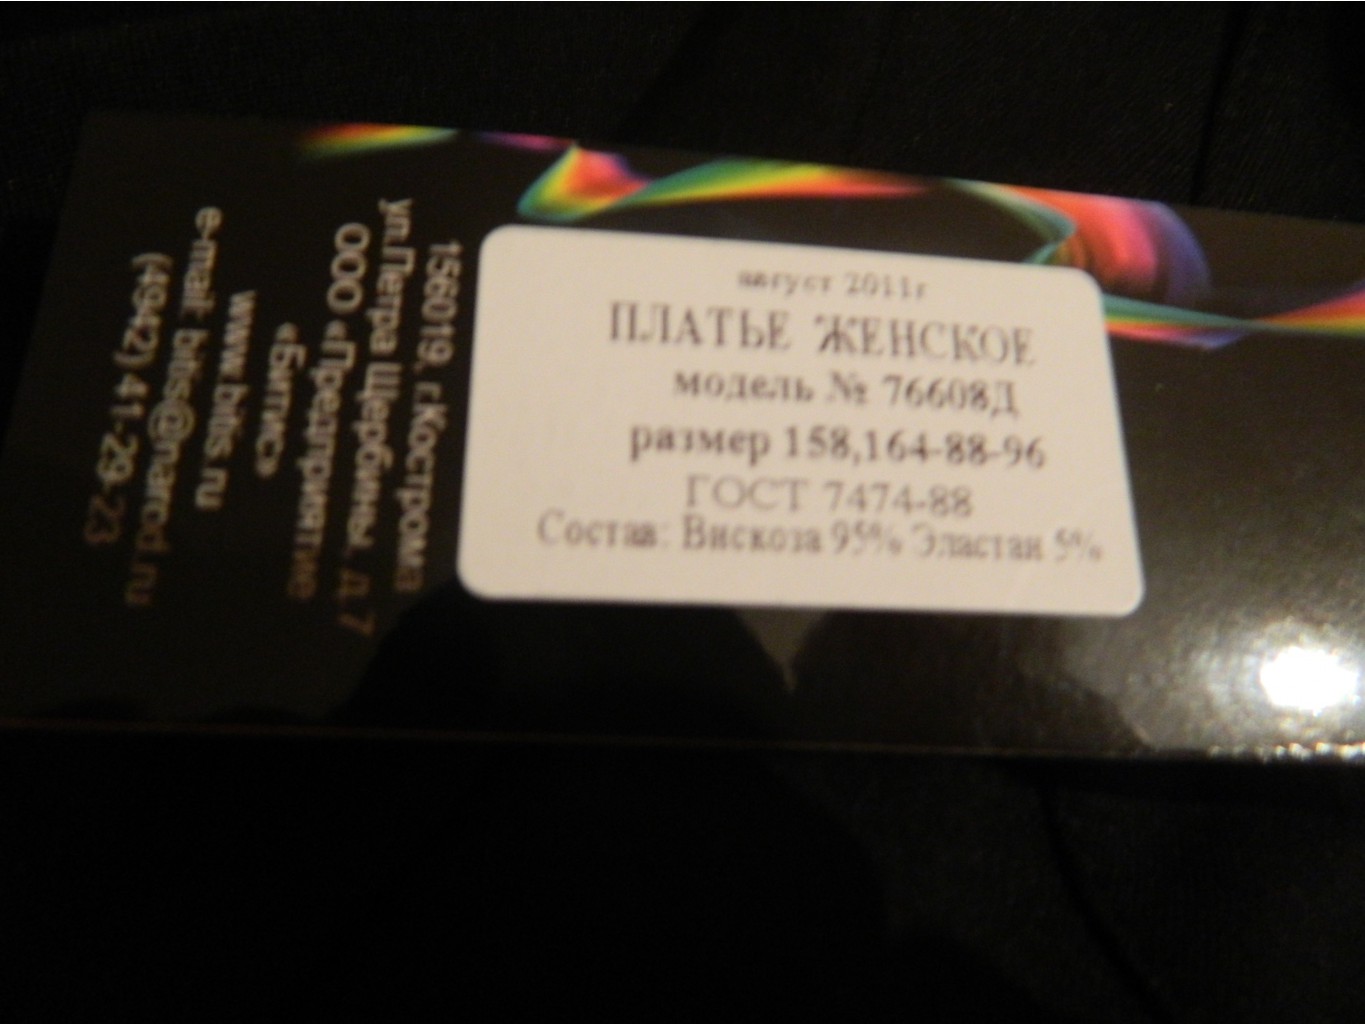 август 2011г
ПЛАТЬЕ ЖЕНСКОЕ
модель № 76608Д
размер 158,164-88-96
ГОСТ 7474-88
Состав: Вискоза 95% Эластан 5%
156019, г.Кострома
ул.Петра Щербины, д.7
ООО «Предприятие
«Битис»
www.bitis.ru
e-mail: bitis@narod.ru
(4942) 41-29-23